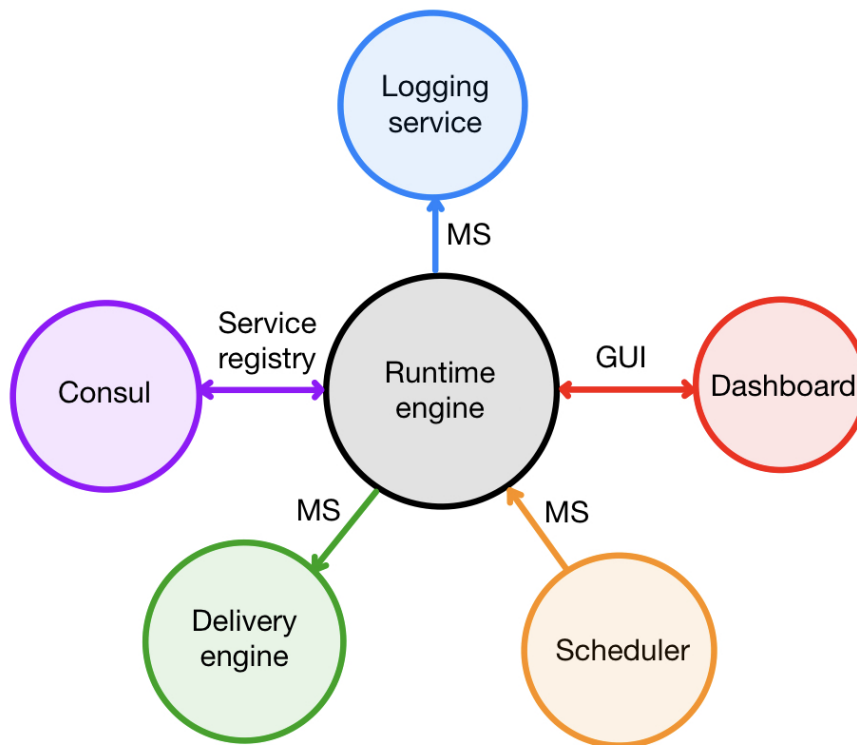 Logging
service
MS
Service
registry
GUI
Consul
Runtime
engine
Dashboard
MS
MS
Delivery
engine
Scheduler